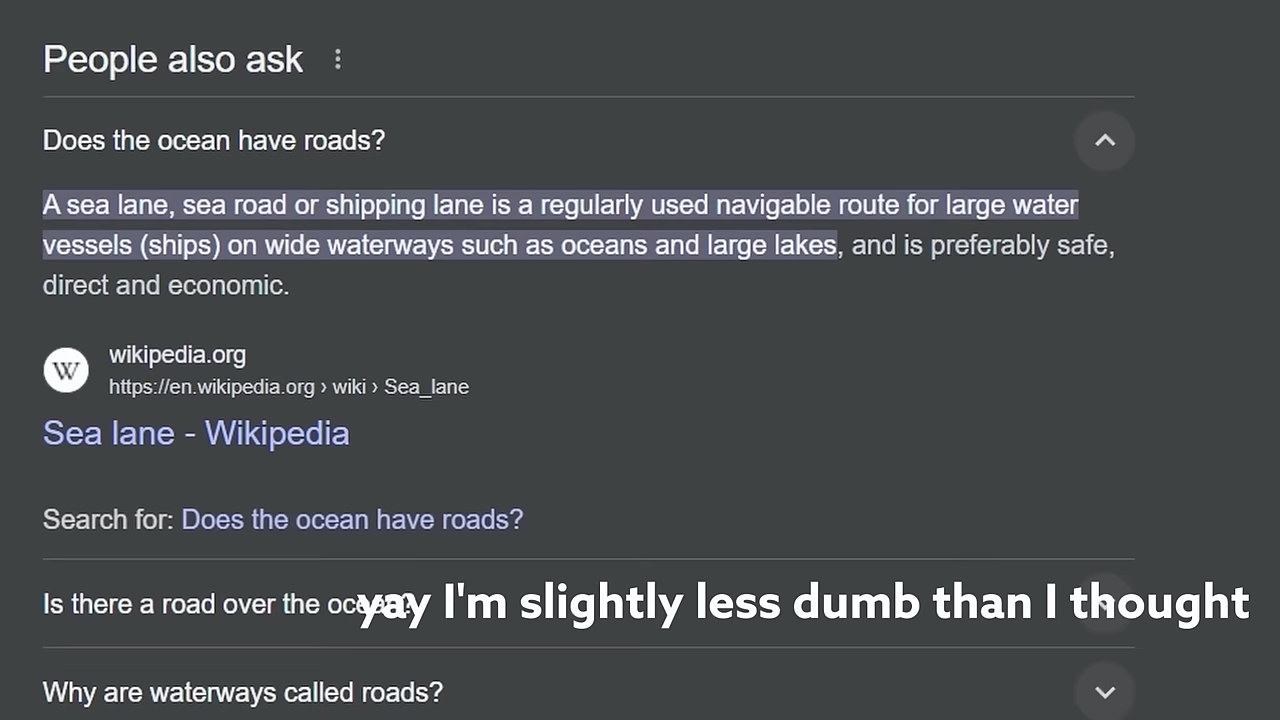 People also ask
Does the ocean have roads?
A sea lane, sea road or shipping lane is a regularly used navigable route for large water
vessels (ships) on wide waterways such as oceans and large lakes, and is preferably safe,
direct and economic.
W
wikipedia.org
https://en.wikipedia.org › wiki › Sea_lane
Sea lane - Wikipedia
Search for: Does the ocean have roads?
Is there a road over the ocean?
yay I'm slightly less dumb than I thought
Why are waterways called roads?